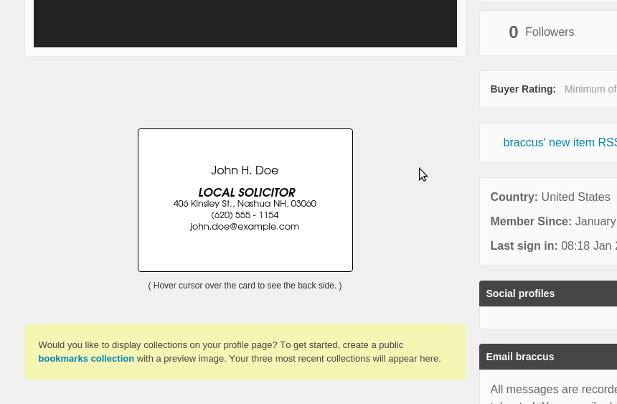 0 Followers
Buyer Rating: Minimum of
braccus' new item RSS
John H. Doe
LOCAL SOLICITOR
406 Kinsley St., Nashua NH, 03060
(620) 555 - 1154
john.doe@example.com
( Hover cursor over the card to see the back side. )
Country: United States
Member Since: January
Last sign in: 08:18 Jan 2
Social profiles
Would you like to display collections on your profile page? To get started, create a public
bookmarks collection with a preview image. Your three most recent collections will appear here.
Email braccus
All messages are recorde